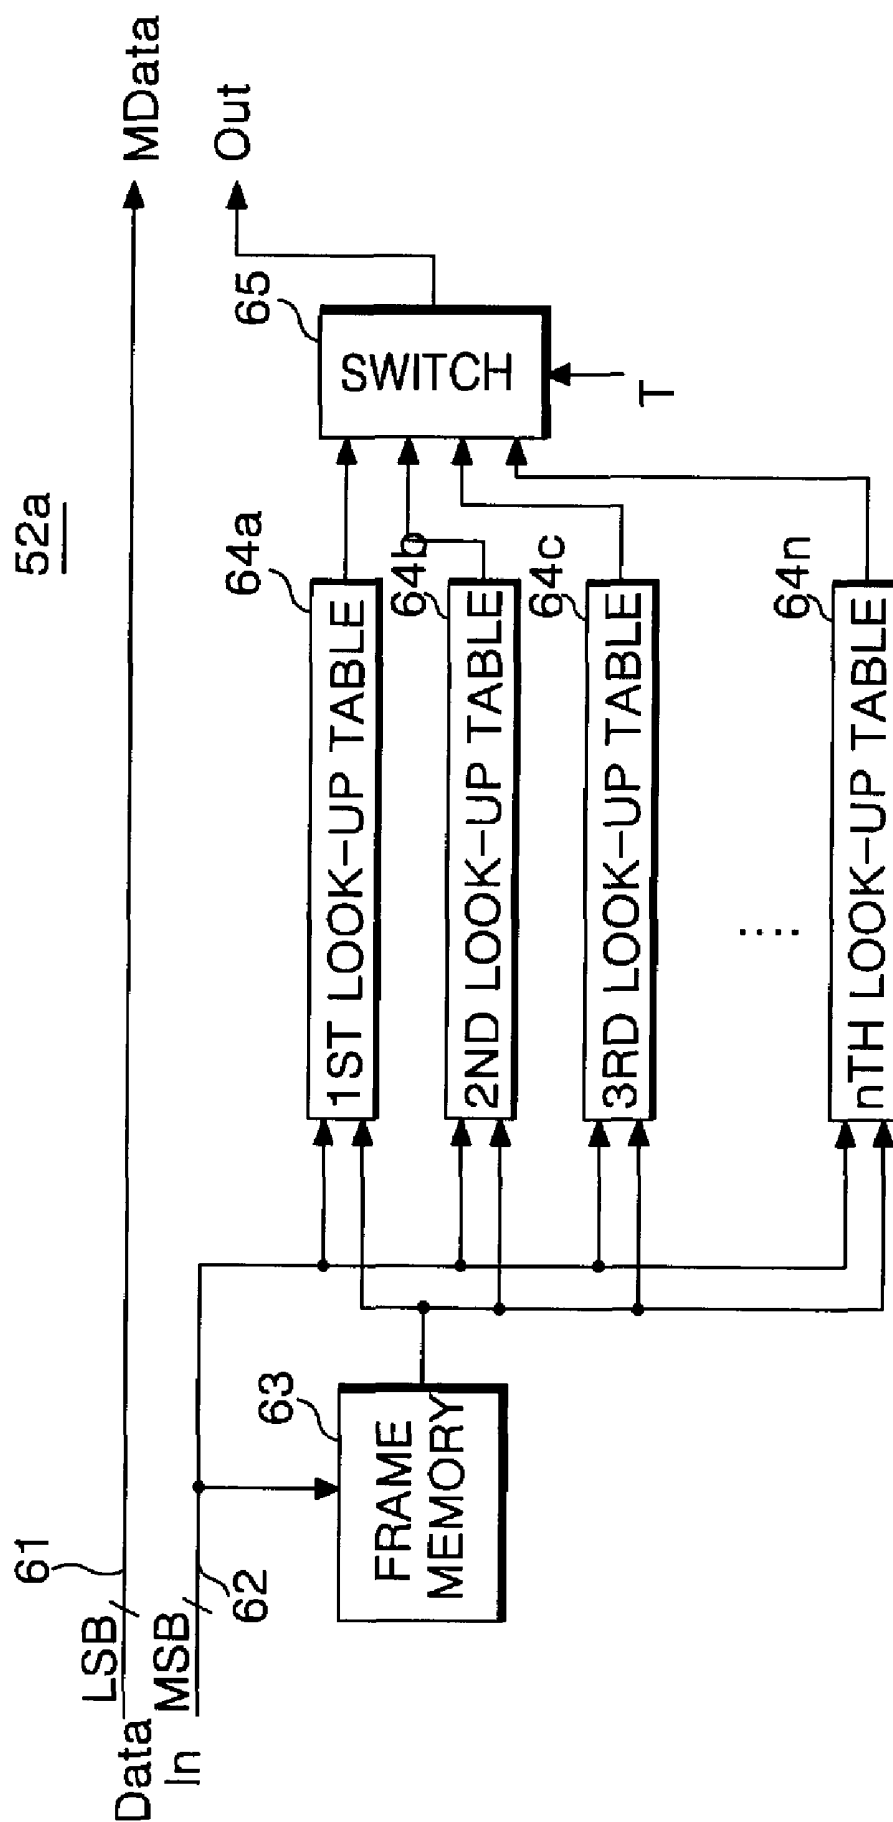 52a
LSB
61
MData
Data
In
MSB
62
Out
63
FRAME
MEMORY
64a
1ST LOOK-UP TABLE
64b
2ND LOOK-UP TABLE
64c
3RD LOOK-UP TABLE
....
64n
nTH LOOK-UP TABLE
65
SWITCH
T